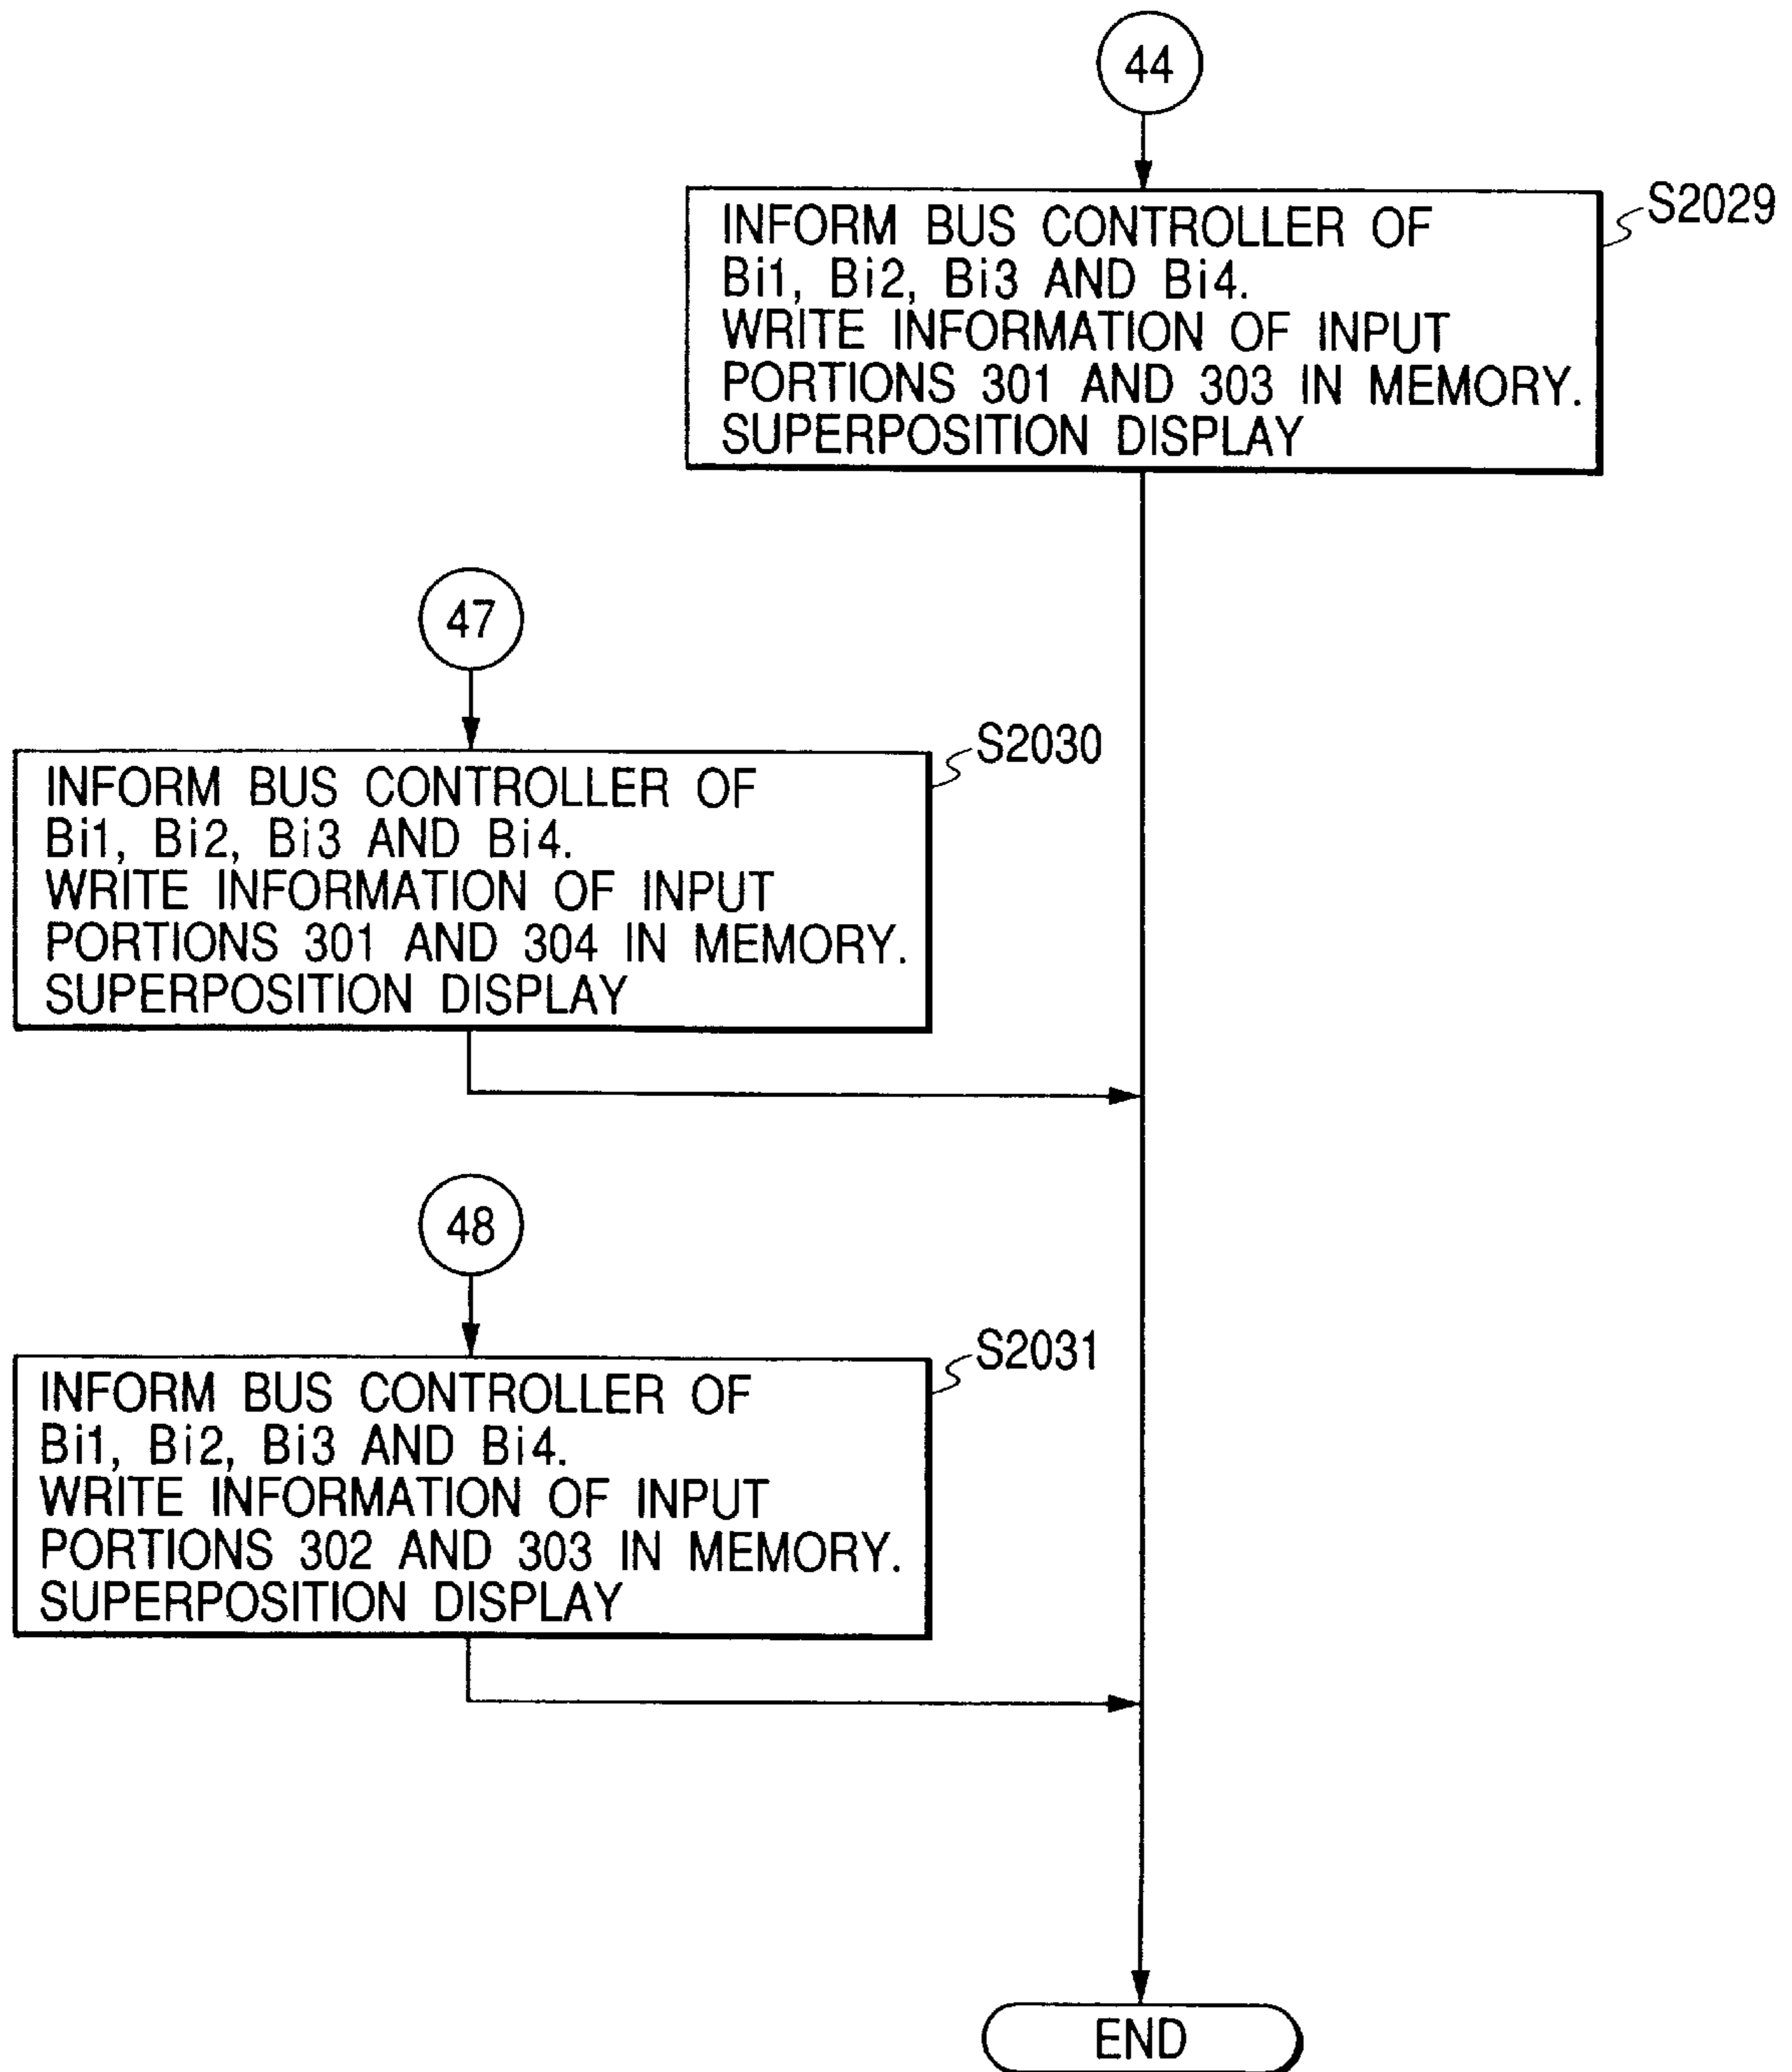 44
S2029
INFORM BUS CONTROLLER OF
Bi1, Bi2, Bi3 AND Bi4.
WRITE INFORMATION OF INPUT
PORTIONS 301 AND 303 IN MEMORY.
SUPERPOSITION DISPLAY
47
S2030
INFORM BUS CONTROLLER OF
Bi1, Bi2, Bi3 AND Bi4.
WRITE INFORMATION OF INPUT
PORTIONS 301 AND 304 IN MEMORY.
SUPERPOSITION DISPLAY
48
S2031
INFORM BUS CONTROLLER OF
Bi1, Bi2, Bi3 AND Bi4.
WRITE INFORMATION OF INPUT
PORTIONS 302 AND 303 IN MEMORY.
SUPERPOSITION DISPLAY
END